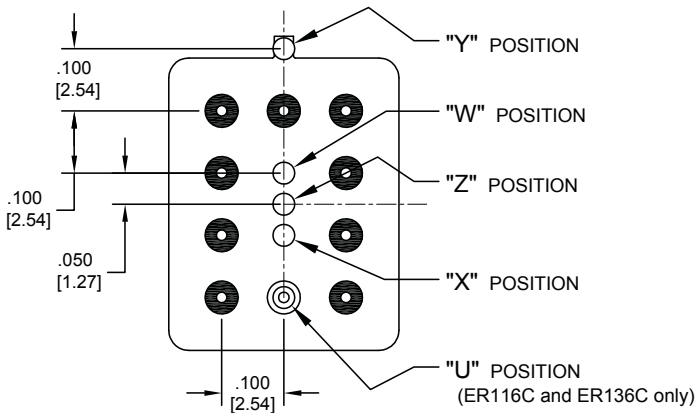 "Y" POSITION
.100
[2.54]
"W" POSITION
"Z" POSITION
.100
[2.54]
.050
[1.27]
"X" POSITION
"U" POSITION
(ER116C and ER136C only)
.100
[2.54]